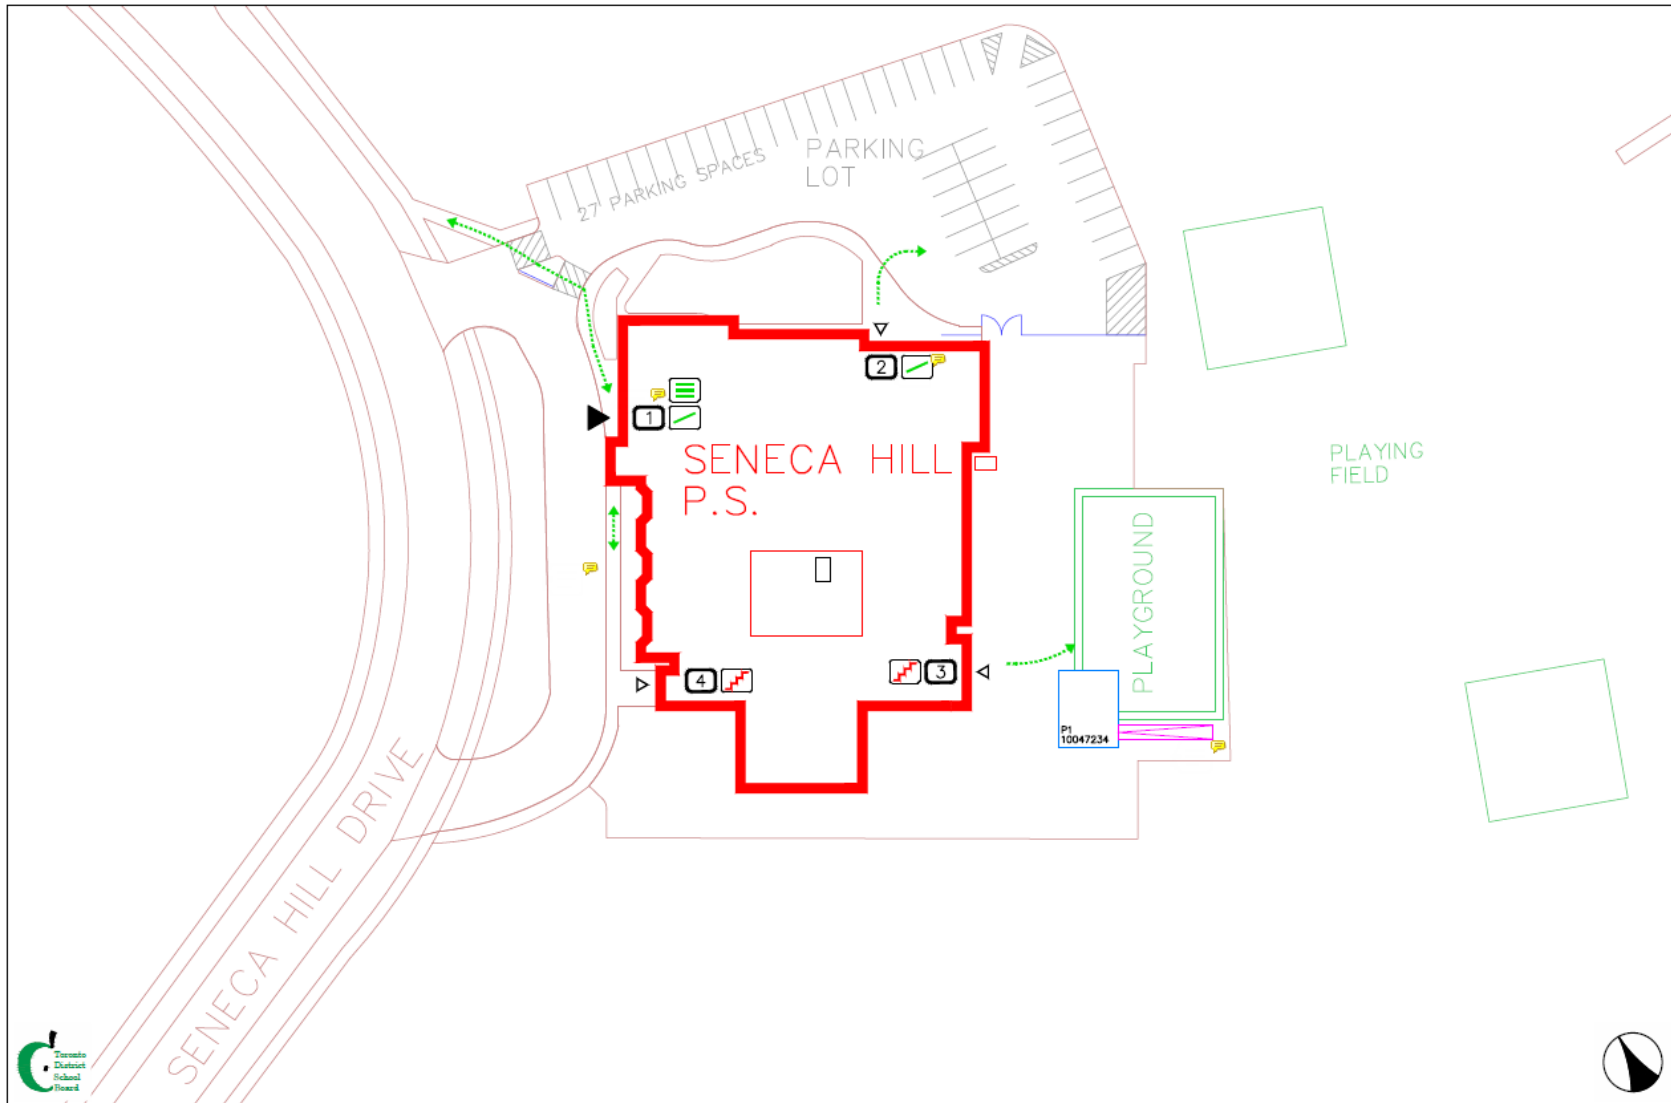 PARKING
LOT
27 PARKING SPACES
2
1
SENECA HILL
P.S.
PLAYING
FIELD
PLAYGROUND
4
3
P1
10047234
SENECA HILL DRIVE
Toronto
District
School
Board